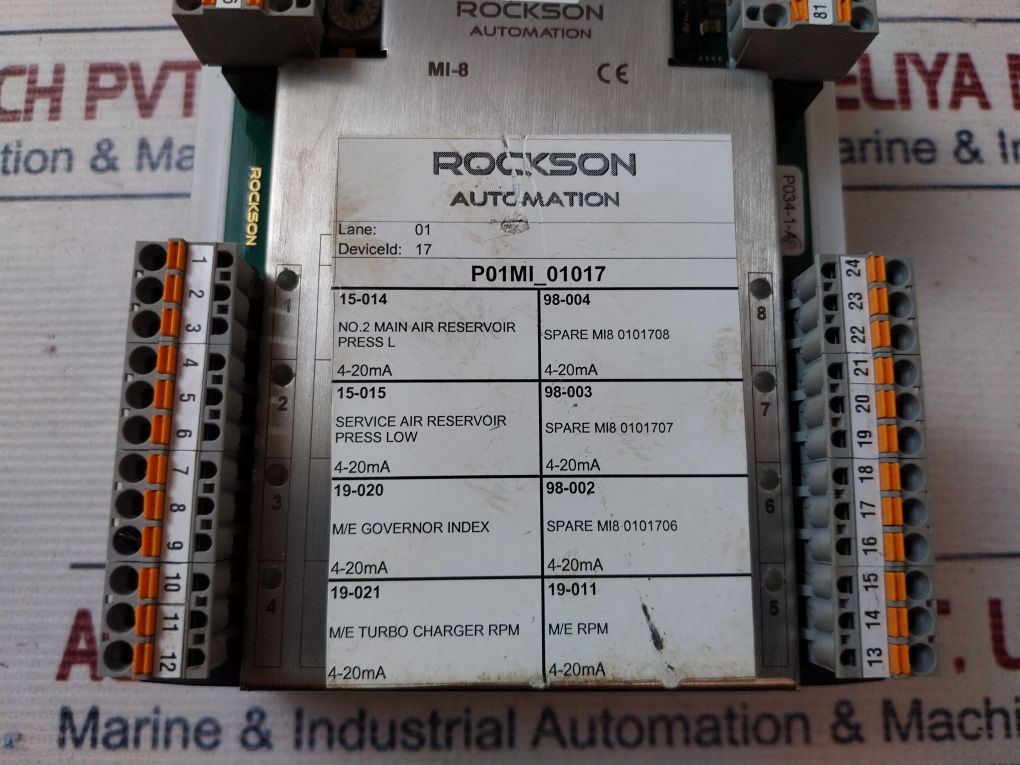 ROCKSON
AUTOMATION
MI-8
CE
81
CH PVT
ELIYA
tion & Ma
arine & In
ROCKSON
P034-1-A
ROCKSON
AUTOMATION
Lane: 01
DeviceId: 17
P01MI_01017
15-014
NO.2 MAIN AIR RESERVOIR
PRESS L
4-20mA
98-004
SPARE MI8 0101708
4-20mA
15-015
SERVICE AIR RESERVOIR
PRESS LOW
4-20mA
98-003
SPARE MI8 0101707
4-20mA
19-020
M/E GOVERNOR INDEX
4-20mA
98-002
SPARE MI8 0101706
4-20mA
19-021
M/E TURBO CHARGER RPM
4-20mA
19-011
M/E RPM
4-20mA
1
2
3
4
8
7
6
5
1
2
3
4
5
6
7
8
9
10
11
12
24
23
22
21
20
19
18
17
16
15
14
13
A
T. U
Marine & Industrial Automation & Machi